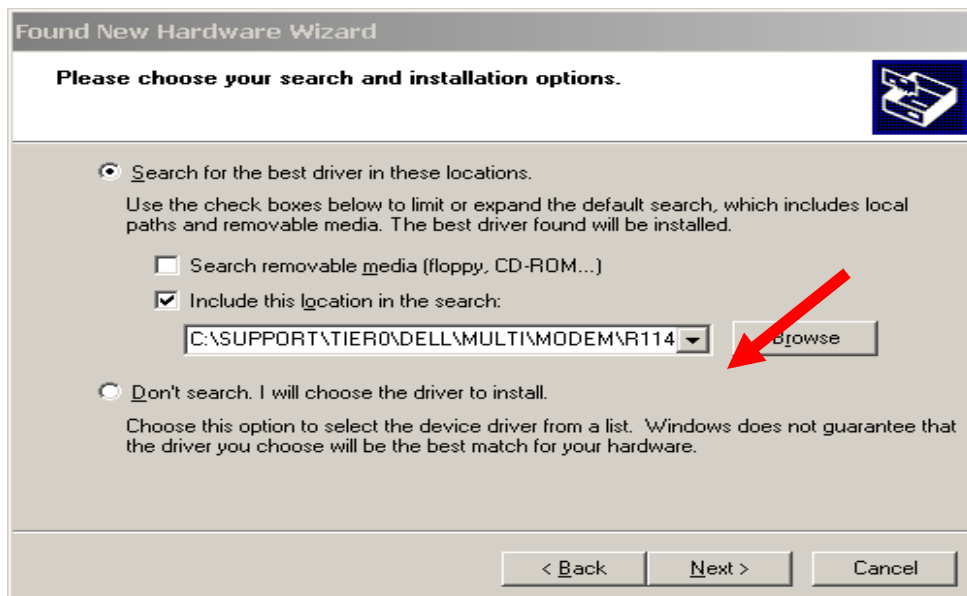 Found New Hardware Wizard
Please choose your search and installation options.
Search for the best driver in these locations.
Use the check boxes below to limit or expand the default search, which includes local
paths and removable media. The best driver found will be installed.
Search removable media (floppy, CD-ROM...)
Include this location in the search:
C:\SUPPORT\TIER0\DELL\MULTI\MODEM\R114
Browse
Don't search. I will choose the driver to install.
Choose this option to select the device driver from a list. Windows does not guarantee that
the driver you choose will be the best match for your hardware.
< Back
Next >
Cancel